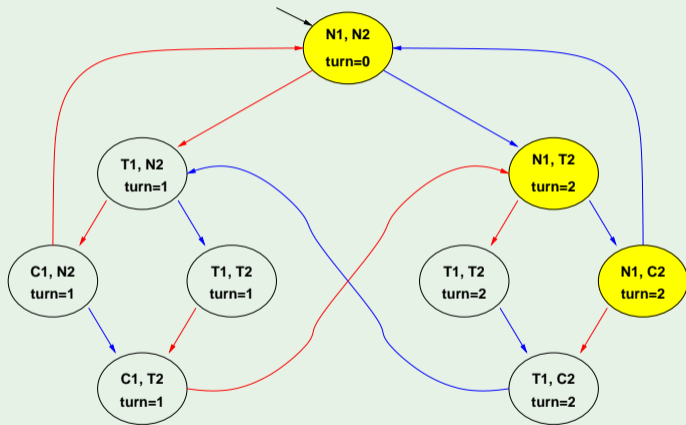 N1, N2
turn=0
T1, N2
turn=1
N1, T2
turn=2
C1, N2
turn=1
T1, T2
turn=1
T1, T2
turn=2
N1, C2
turn=2
C1, T2
turn=1
T1, C2
turn=2